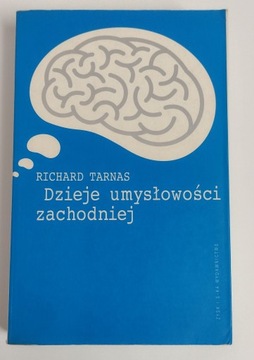 RICHARD TARNAS
Dzieje umysłowości
zachodniej